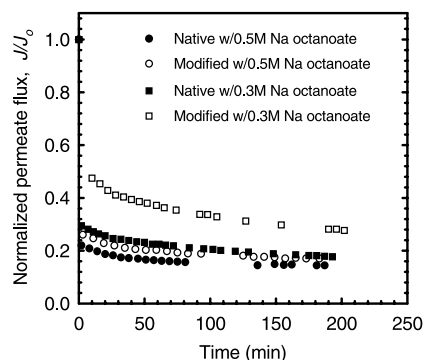 Normalized permeate flux, J/Jo
1.0
0.8
0.6
0.4
0.2
0.0
Native w/0.5M Na octanoate
Modified w/0.5M Na octanoate
Native w/0.3M Na octanoate
Modified w/0.3M Na octanoate
0 50 100 150 200 250
Time (min)